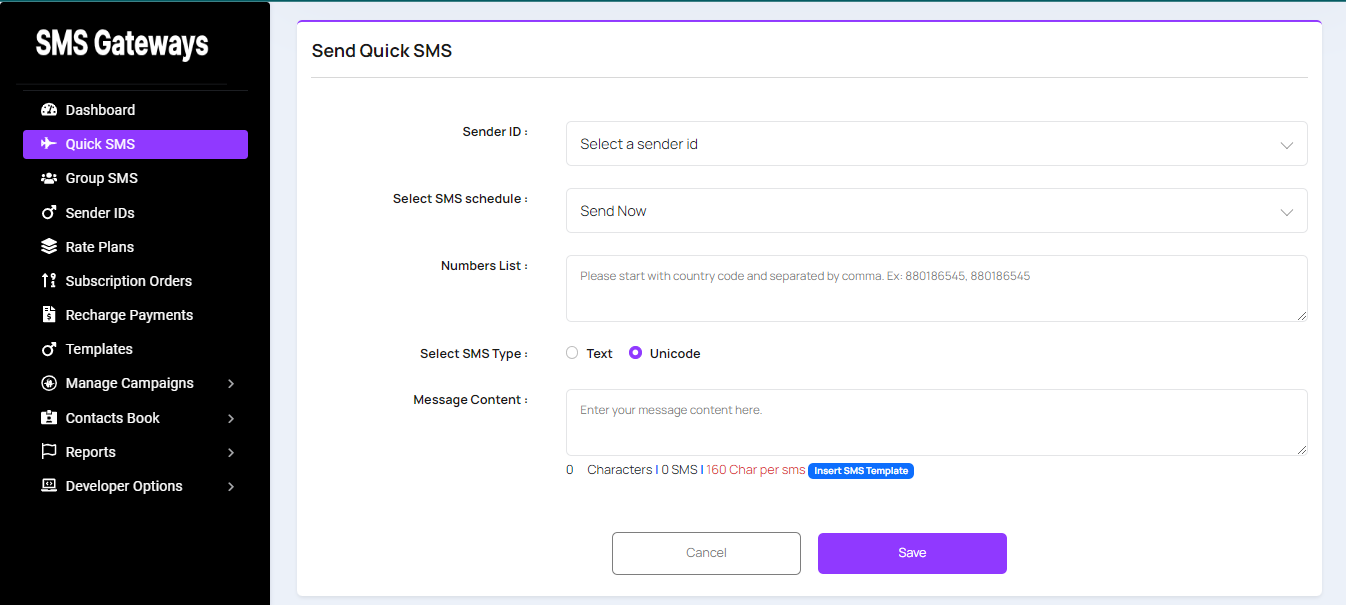 SMS Gateways
Dashboard
Quick SMS
Group SMS
Sender IDs
Rate Plans
Subscription Orders
Recharge Payments
Templates
Manage Campaigns
Contacts Book
Reports
Developer Options
Send Quick SMS
Sender ID :
Select a sender id
Select SMS schedule :
Send Now
Numbers List :
Please start with country code and separated by comma. Ex: 880186545, 880186545
Select SMS Type :
Text Unicode
Message Content :
Enter your message content here.
0 Characters | 0 SMS | 160 Char per sms Insert SMS Template
Cancel Save